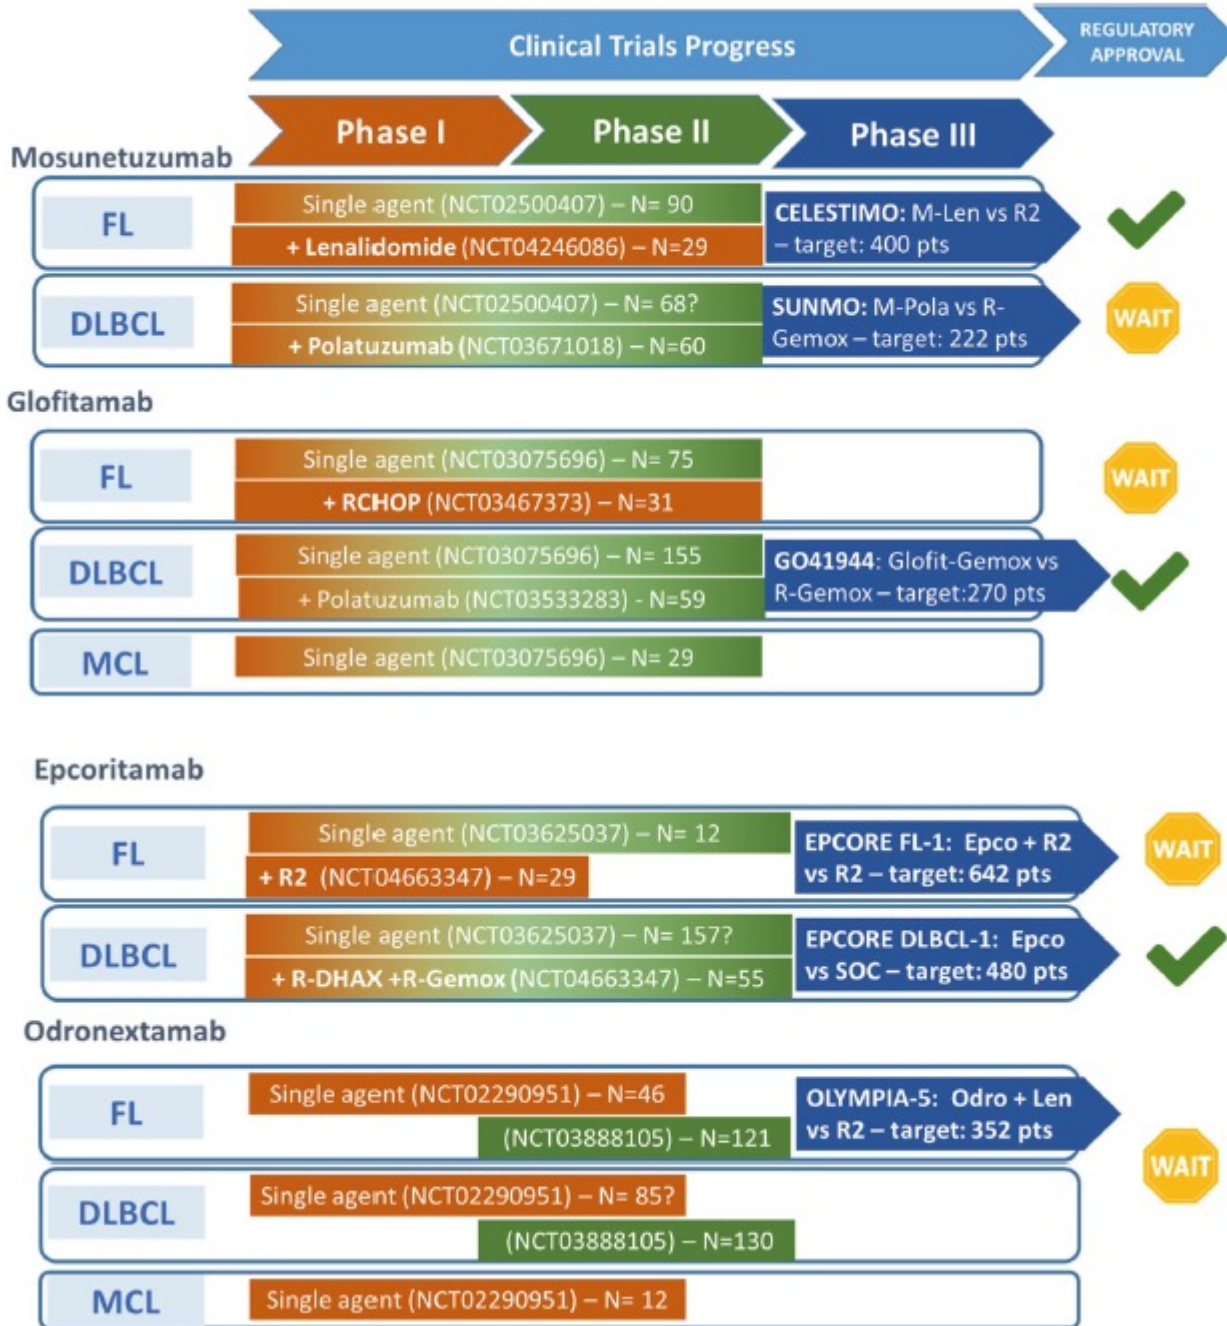 Clinical Trials Progress
REGULATORY
APPROVAL
Phase I
Phase II
Phase III
Mosunetuzumab
FL
Single agent (NCT02500407) – N= 90
+ Lenalidomide (NCT04246086) – N=29
CELESTIMO: M-Len vs R2
– target: 400 pts
DLBCL
Single agent (NCT02500407) – N= 68?
+ Polatuzumab (NCT03671018) – N=60
SUNMO: M-Pola vs R-
Gemox – target: 222 pts
WAIT
Glofitamab
FL
Single agent (NCT03075696) – N= 75
+ RCHOP (NCT03467373) – N=31
WAIT
DLBCL
Single agent (NCT03075696) – N= 155
+ Polatuzumab (NCT03533283) - N=59
GO41944: Glofit-Gemox vs
R-Gemox – target:270 pts
MCL
Single agent (NCT03075696) – N= 29
Epcoritamab
FL
Single agent (NCT03625037) – N= 12
+ R2 (NCT04663347) – N=29
EPCORE FL-1: Epco + R2
vs R2 – target: 642 pts
WAIT
DLBCL
Single agent (NCT03625037) – N= 157?
+ R-DHAX +R-Gemox (NCT04663347) – N=55
EPCORE DLBCL-1: Epco
vs SOC – target: 480 pts
Odronextamab
FL
Single agent (NCT02290951) – N=46
(NCT03888105) – N=121
OLYMPIA-5: Odro + Len
vs R2 – target: 352 pts
WAIT
DLBCL
Single agent (NCT02290951) – N= 85?
(NCT03888105) – N=130
MCL
Single agent (NCT02290951) – N= 12